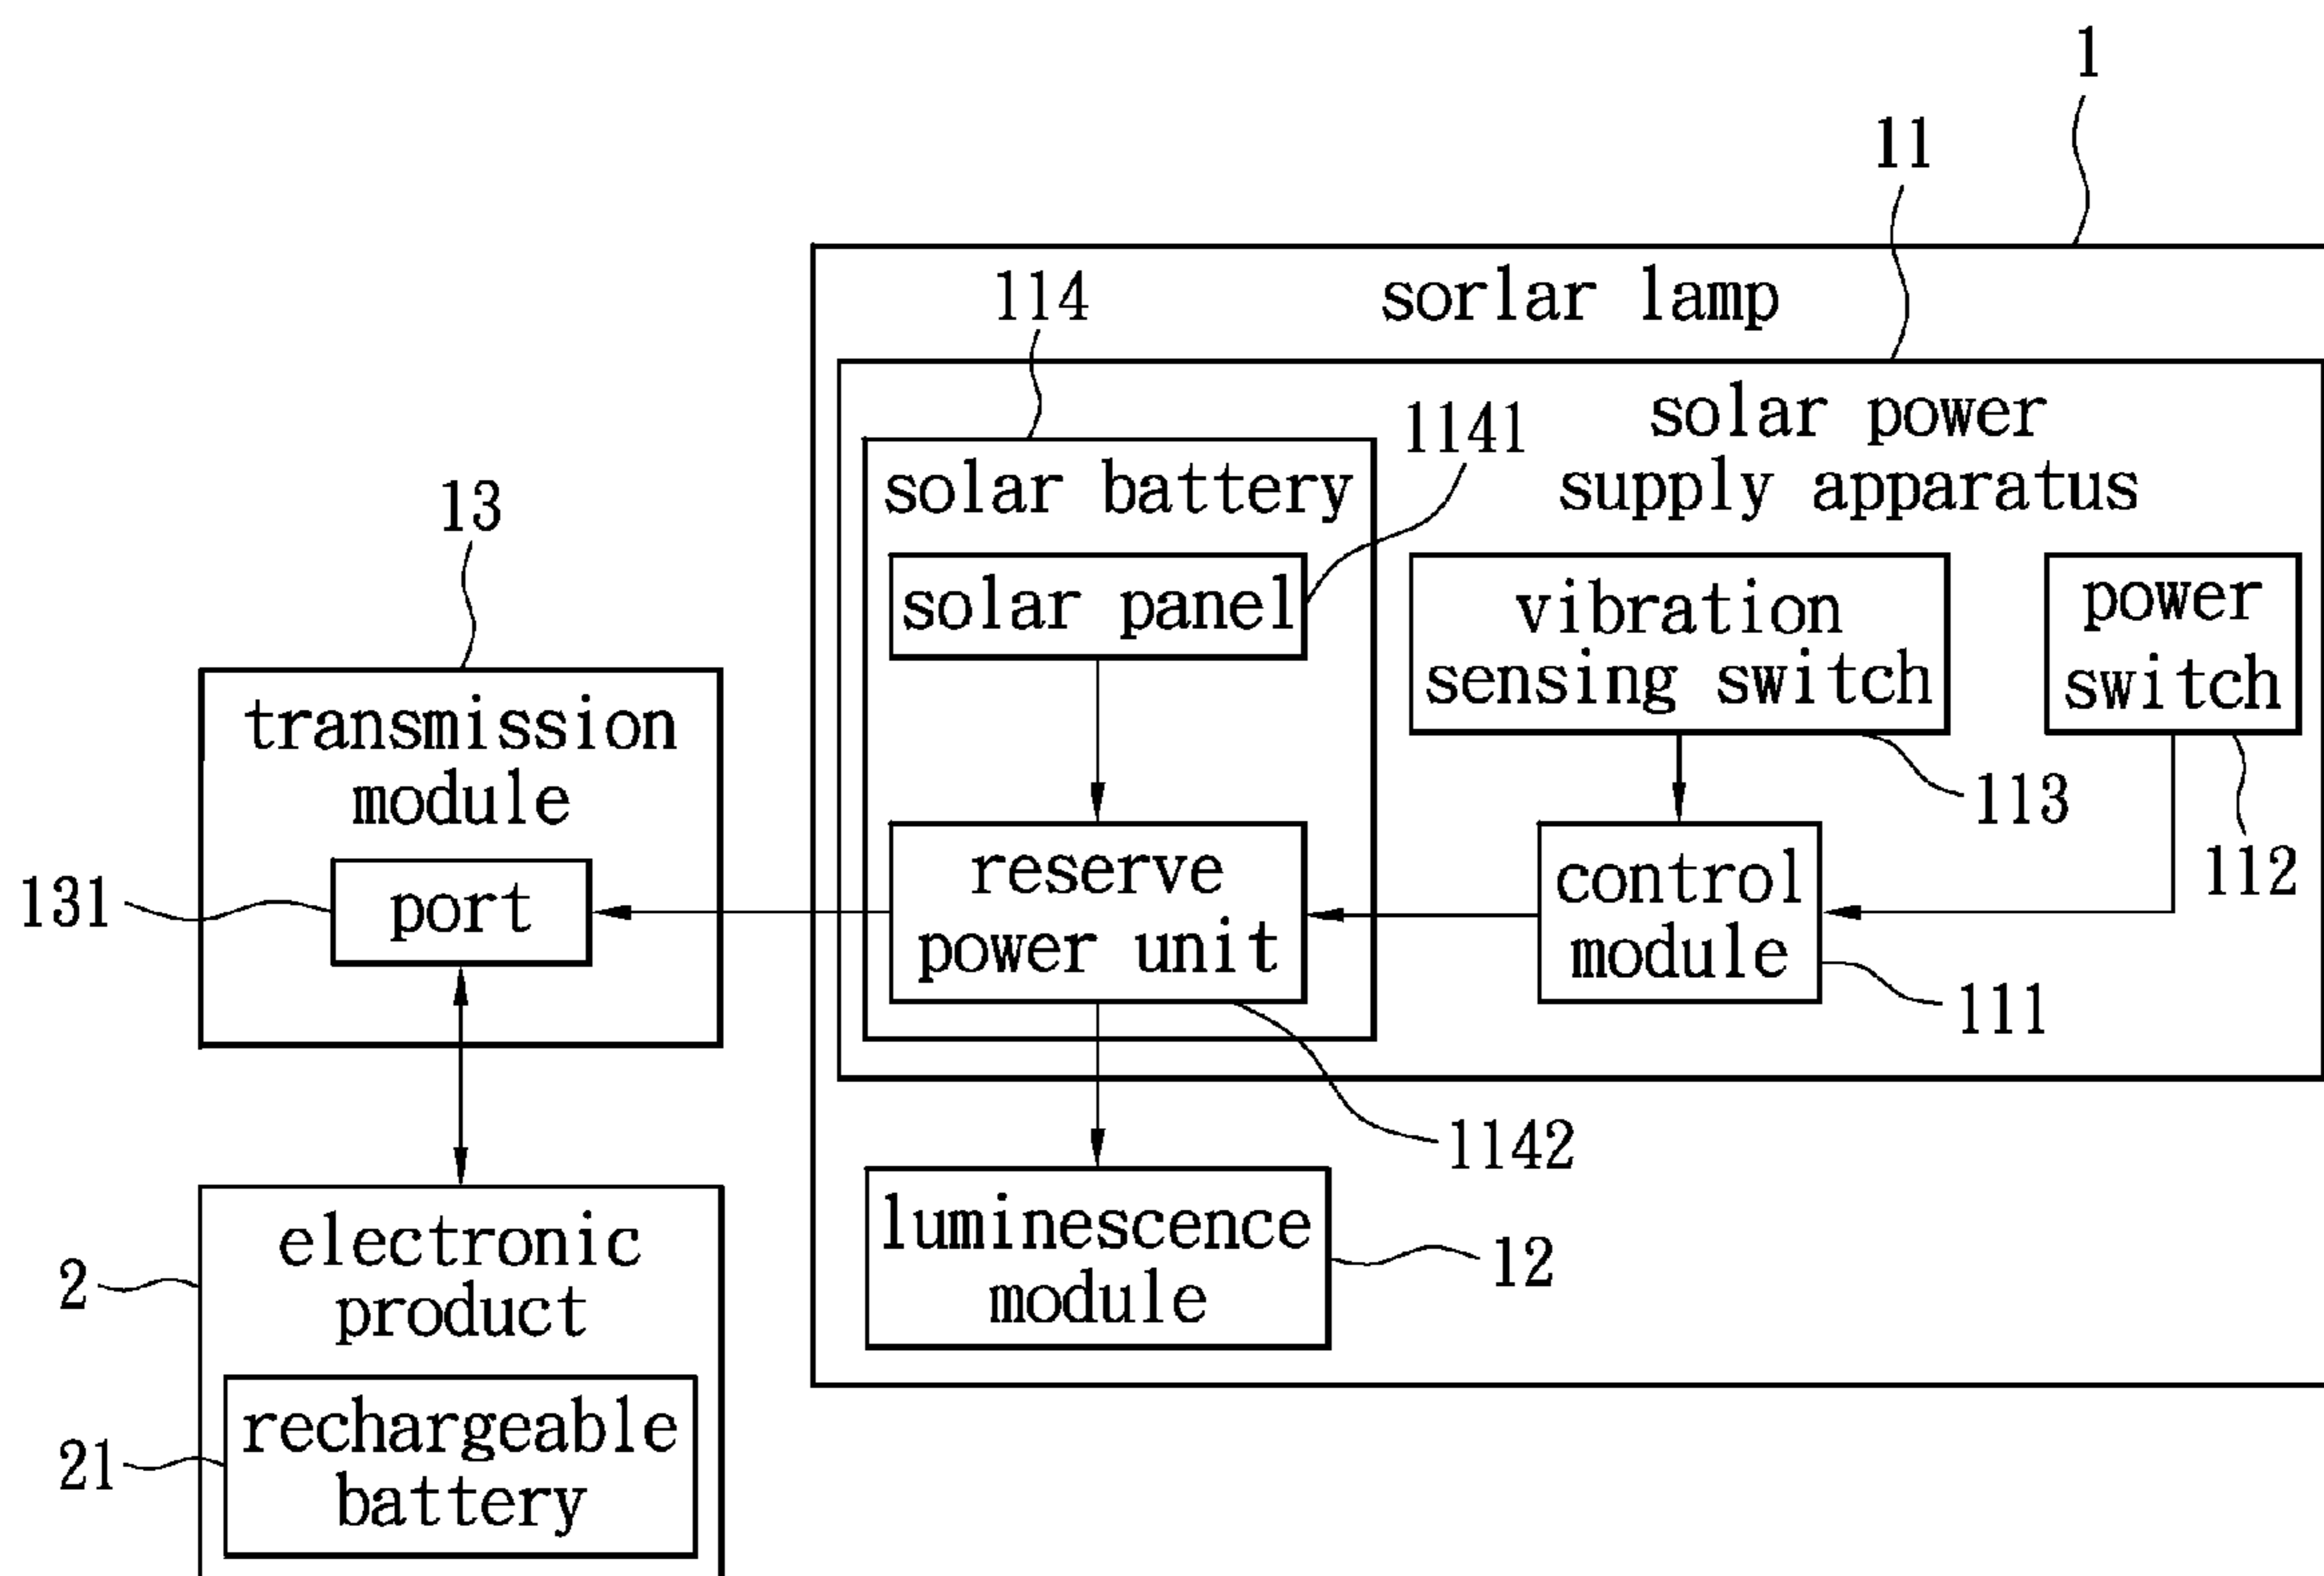 1
11
sorlar lamp
114
solar power
supply apparatus
1141
solar battery
13
solar panel
vibration
sensing switch
power
switch
transmission
module
113
112
reserve
power unit
control
module
131
port
111
1142
luminescence
module
12
2
electronic
product
21
rechargeable
battery